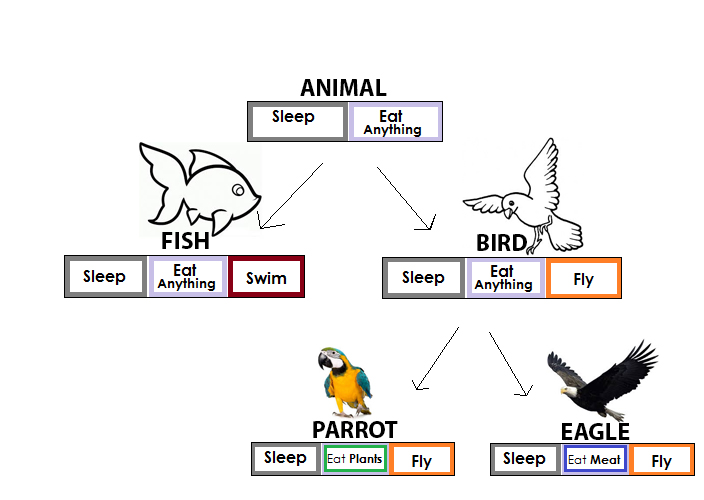 ANIMAL
Sleep
Eat
Anything
FISH
Sleep
Eat
Anything
Swim
BIRD
Sleep
Eat
Anything
Fly
PARROT
Sleep
Eat Plants
Fly
EAGLE
Sleep
Eat Meat
Fly